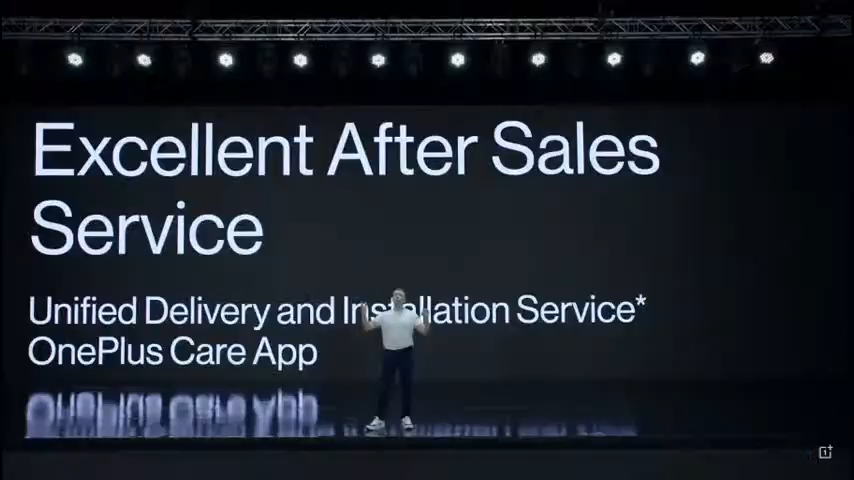 Excellent After Sales
Service
Unified Delivery and Installation Service*
OnePlus Care App